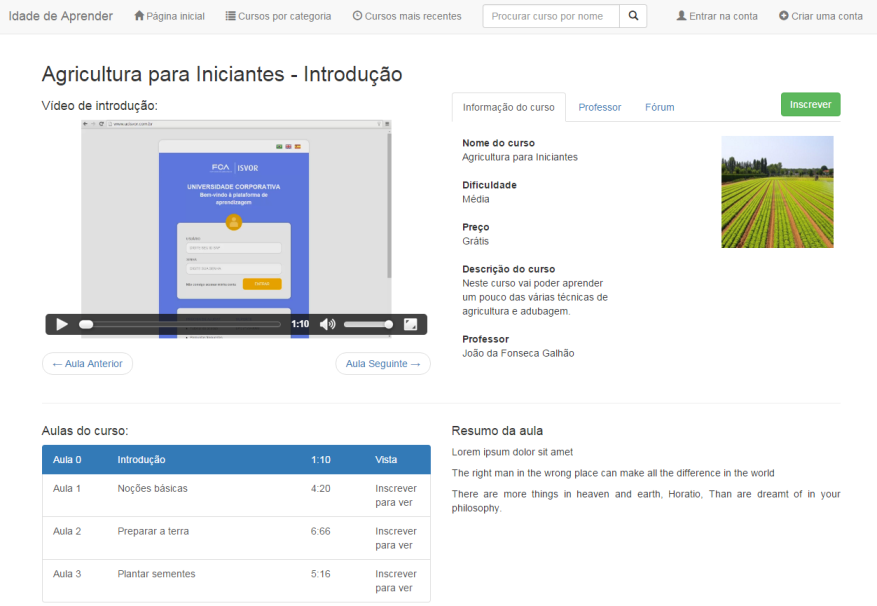 Idade de Aprender Página inicial Cursos por categoria Cursos mais recentes Procurar curso por nome Entrar na conta Criar uma conta
Agricultura para Iniciantes - Introdução
Vídeo de introdução:
FCA ISVOR
UNIVERSIDADE CORPORATIVA
Bem-vindo à plataforma de
aprendizagem
1:10
← Aula Anterior Aula Seguinte →
Informação do curso Professor Fórum Inscrever
Nome do curso
Agricultura para Iniciantes
Dificuldade
Média
Preço
Grátis
Descrição do curso
Neste curso vai poder aprender
um pouco das várias técnicas de
agricultura e adubagem.
Professor
João da Fonseca Galhão
Aulas do curso:
Aula 0 Introdução 1:10 Vista
Aula 1 Noções básicas 4:20 Inscrever
para ver
Aula 2 Preparar a terra 6:66 Inscrever
para ver
Aula 3 Plantar sementes 5:16 Inscrever
para ver
Resumo da aula
Lorem ipsum dolor sit amet
The right man in the wrong place can make all the difference in the world
There are more things in heaven and earth, Horatio, Than are dreamt of in your
philosophy.